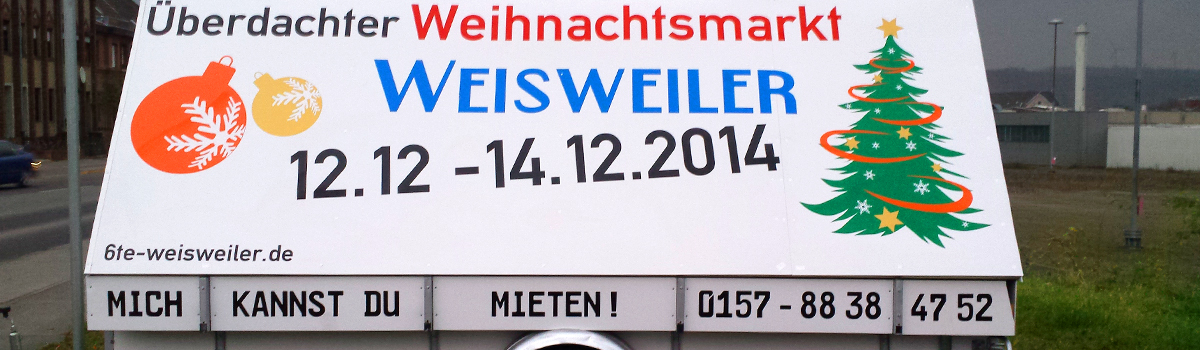 Überdachter Weihnachtsmarkt
WEISWEILER
12.12 - 14.12.2014
6te-weisweiler.de
MICH KANNST DU MIETEN! 0157 - 88 38 47 52